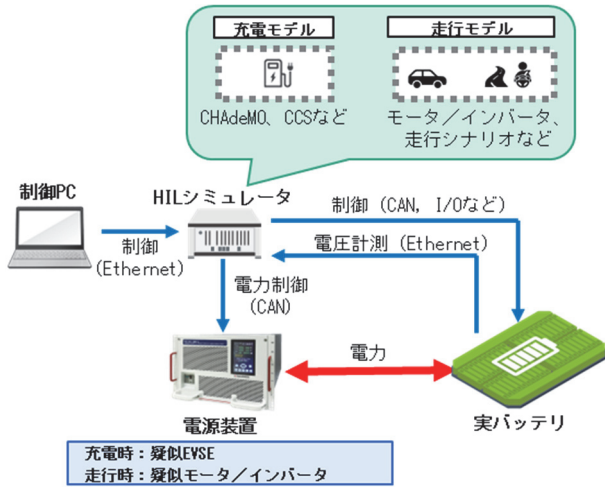 充電モデル
走行モデル
CHAdeMO、CCSなど
モータ／インバータ、
走行シナリオなど
制御PC
HILシミュレータ
制御 (CAN, I/Oなど)
制御
(Ethernet)
電圧計測 (Ethernet)
電力制御
(CAN)
電力
電源装置
実バッテリ
充電時：疑似EVSE
走行時：疑似モータ／インバータ